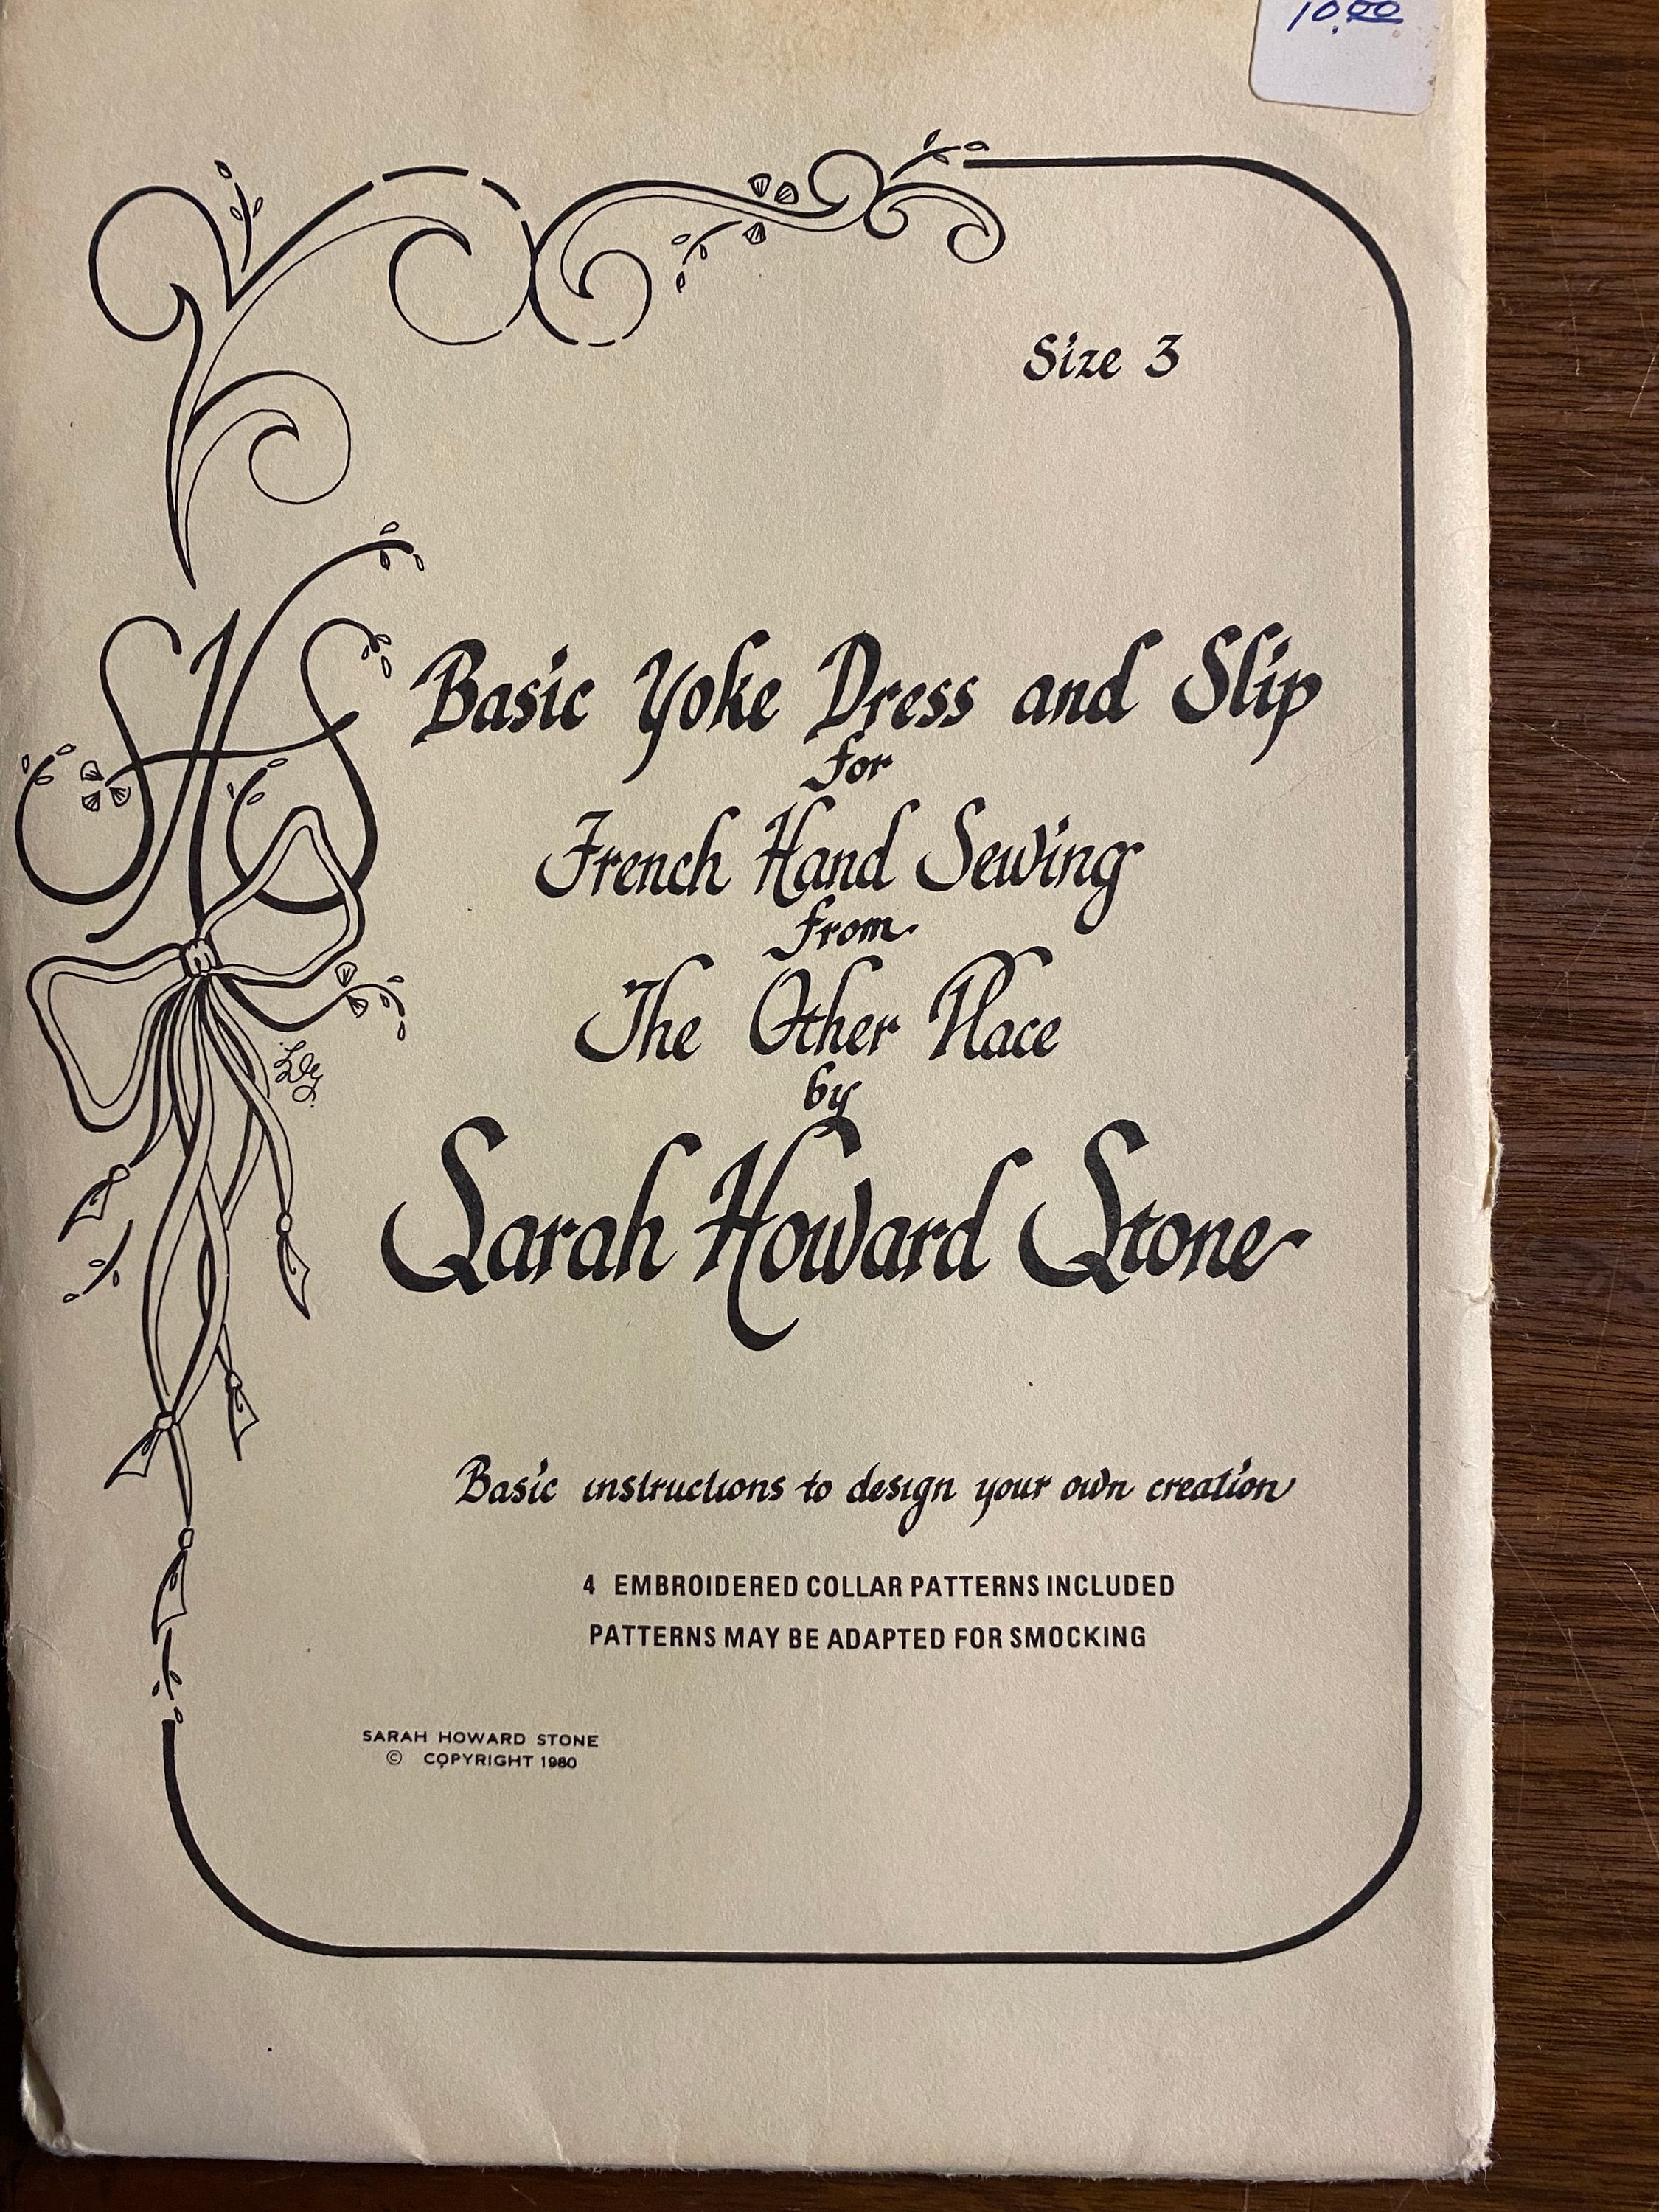 10.00
Size 3
Basic Yoke Dress and Slip
for
French Hand Sewing
from
The Other Place
by
Sarah Howard Stone
Basic instructions to design your own creation
4 EMBROIDERED COLLAR PATTERNS INCLUDED
PATTERNS MAY BE ADAPTED FOR SMOCKING
SARAH HOWARD STONE
© COPYRIGHT 1980